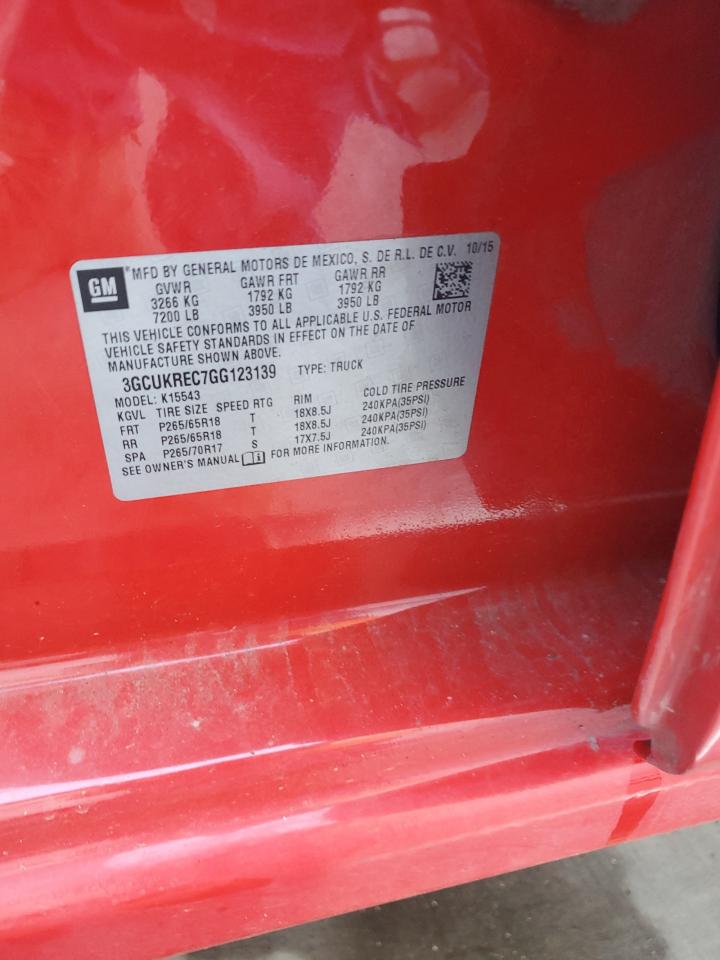 GM
MFD BY GENERAL MOTORS DE MEXICO, S. DE R.L. DE C.V. 10/15
GVWR GAWR FRT GAWR RR
3266 KG 1792 KG 1792 KG
7200 LB 3950 LB 3950 LB
THIS VEHICLE CONFORMS TO ALL APPLICABLE U.S. FEDERAL MOTOR
VEHICLE SAFETY STANDARDS IN EFFECT ON THE DATE OF
MANUFACTURE SHOWN ABOVE.
3GCUKREC7GG123139 TYPE: TRUCK
MODEL: K15543
KGVL TIRE SIZE SPEED RTG RIM COLD TIRE PRESSURE
FRT P265/65R18 T 18X8.5J 240KPA(35PSI)
RR P265/65R18 T 18X8.5J 240KPA(35PSI)
SPA P265/70R17 S 17X7.5J 240KPA(35PSI)
SEE OWNER'S MANUAL FOR MORE INFORMATION.